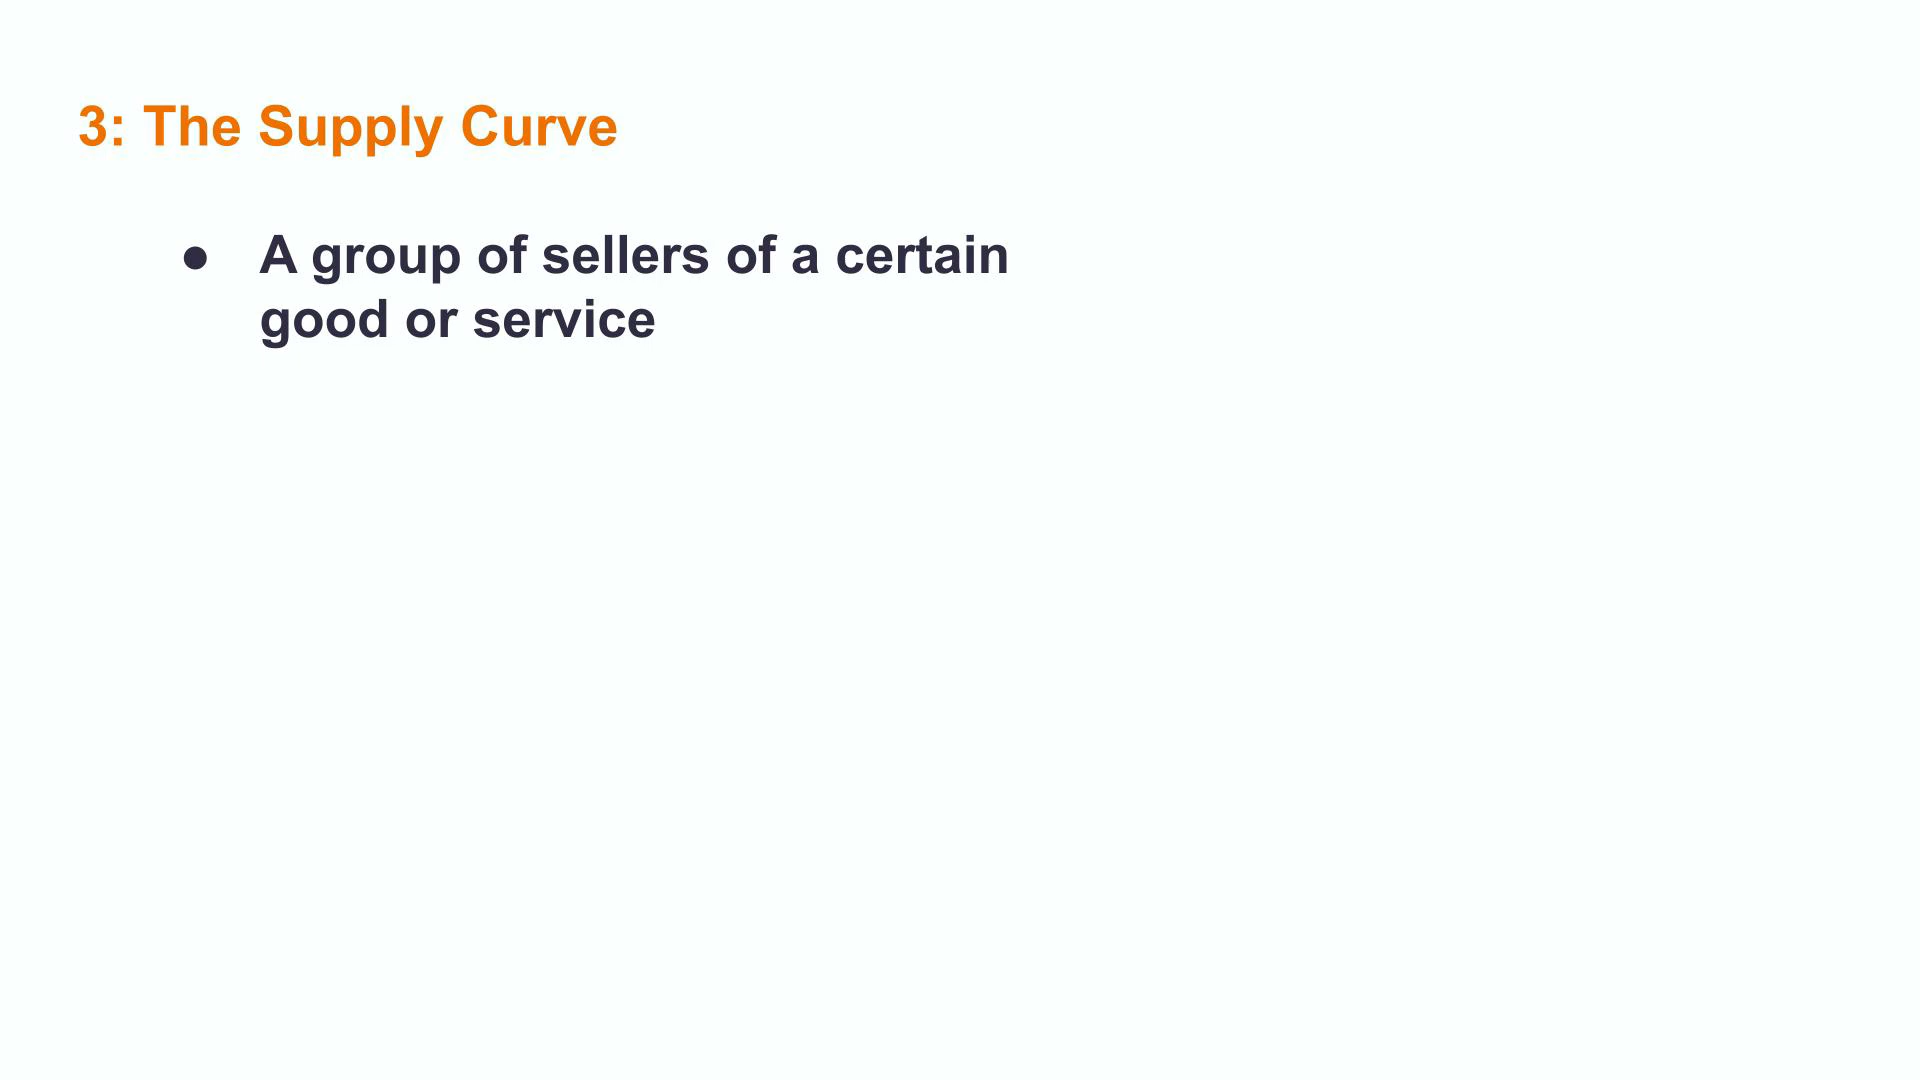 3: The Supply Curve
● A group of sellers of a certain
good or service